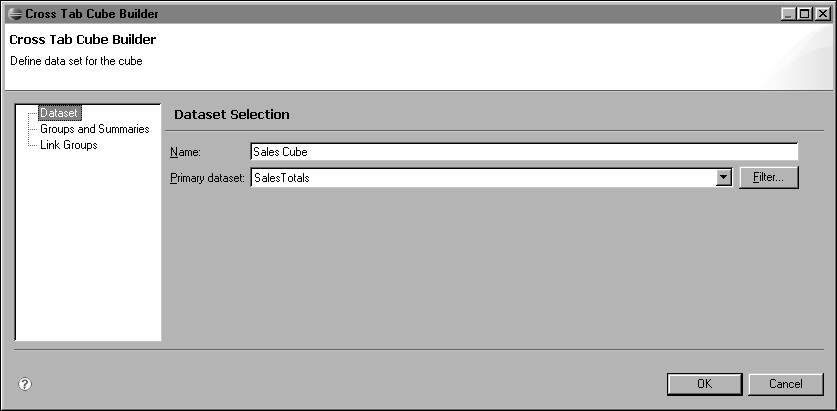 Cross Tab Cube Builder
Cross Tab Cube Builder
Define data set for the cube
Dataset
Groups and Summaries
Link Groups
Dataset Selection
Name: Sales Cube
Primary dataset: SalesTotals Filter...
? OK Cancel